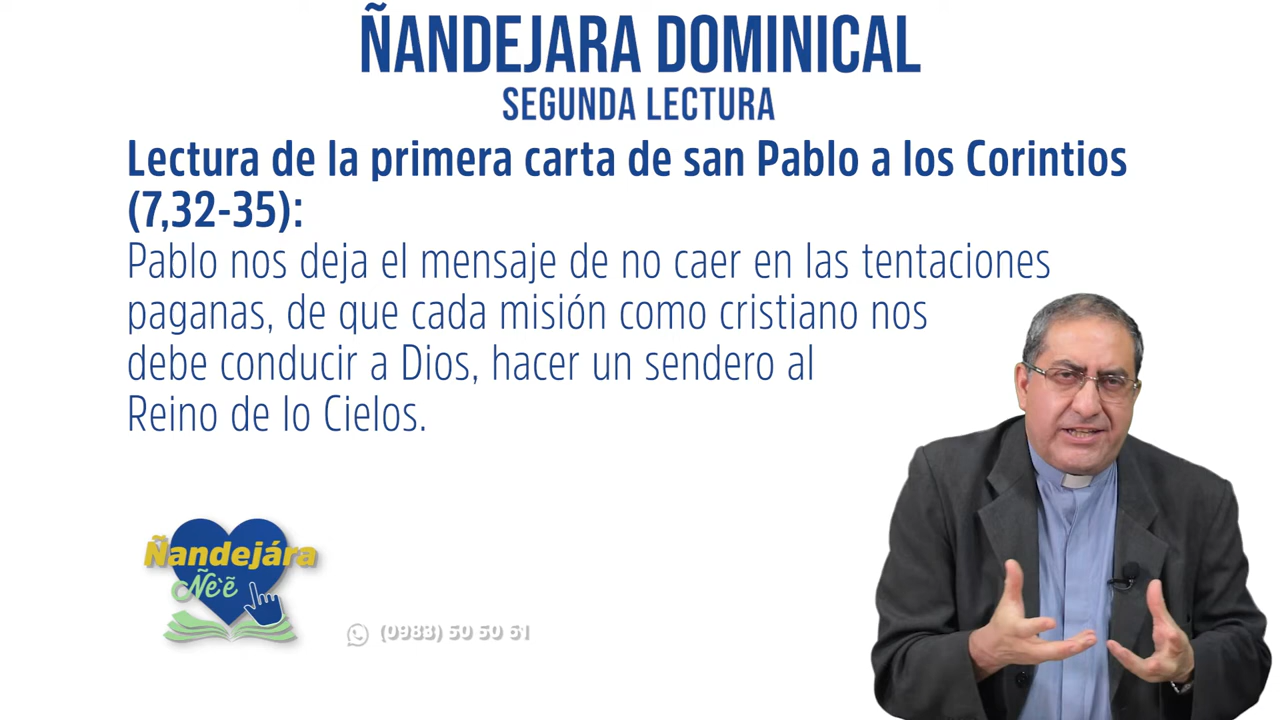 ÑANDEJARA DOMINICAL
SEGUNDA LECTURA
Lectura de la primera carta de san Pablo a los Corintios
(7,32-35):
Pablo nos deja el mensaje de no caer en las tentaciones
paganas, de que cada misión como cristiano nos
debe conducir a Dios, hacer un sendero al
Reino de lo Cielos.
Ñandejára
Ñe'ẽ
(0983) 50 50 51